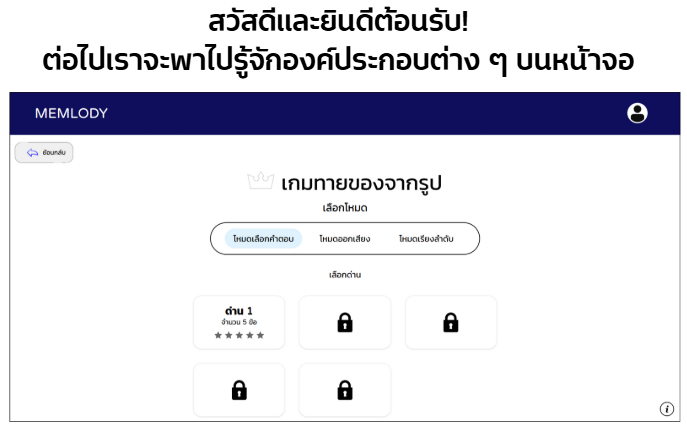 สวัสดีและยินดีต้อนรับ!
ต่อไปเราจะพาไปรู้จักองค์ประกอบต่าง ๆ บนหน้าจอ
MEMLODY
ย้อนกลับ
เกมทายของจากรูป
เลือกโหมด
โหมดเลือกคำตอบ โหมดออกเสียง โหมดเรียงลำดับ
เลือกด่าน
ด่าน 1
จำนวน 5 ข้อ
i